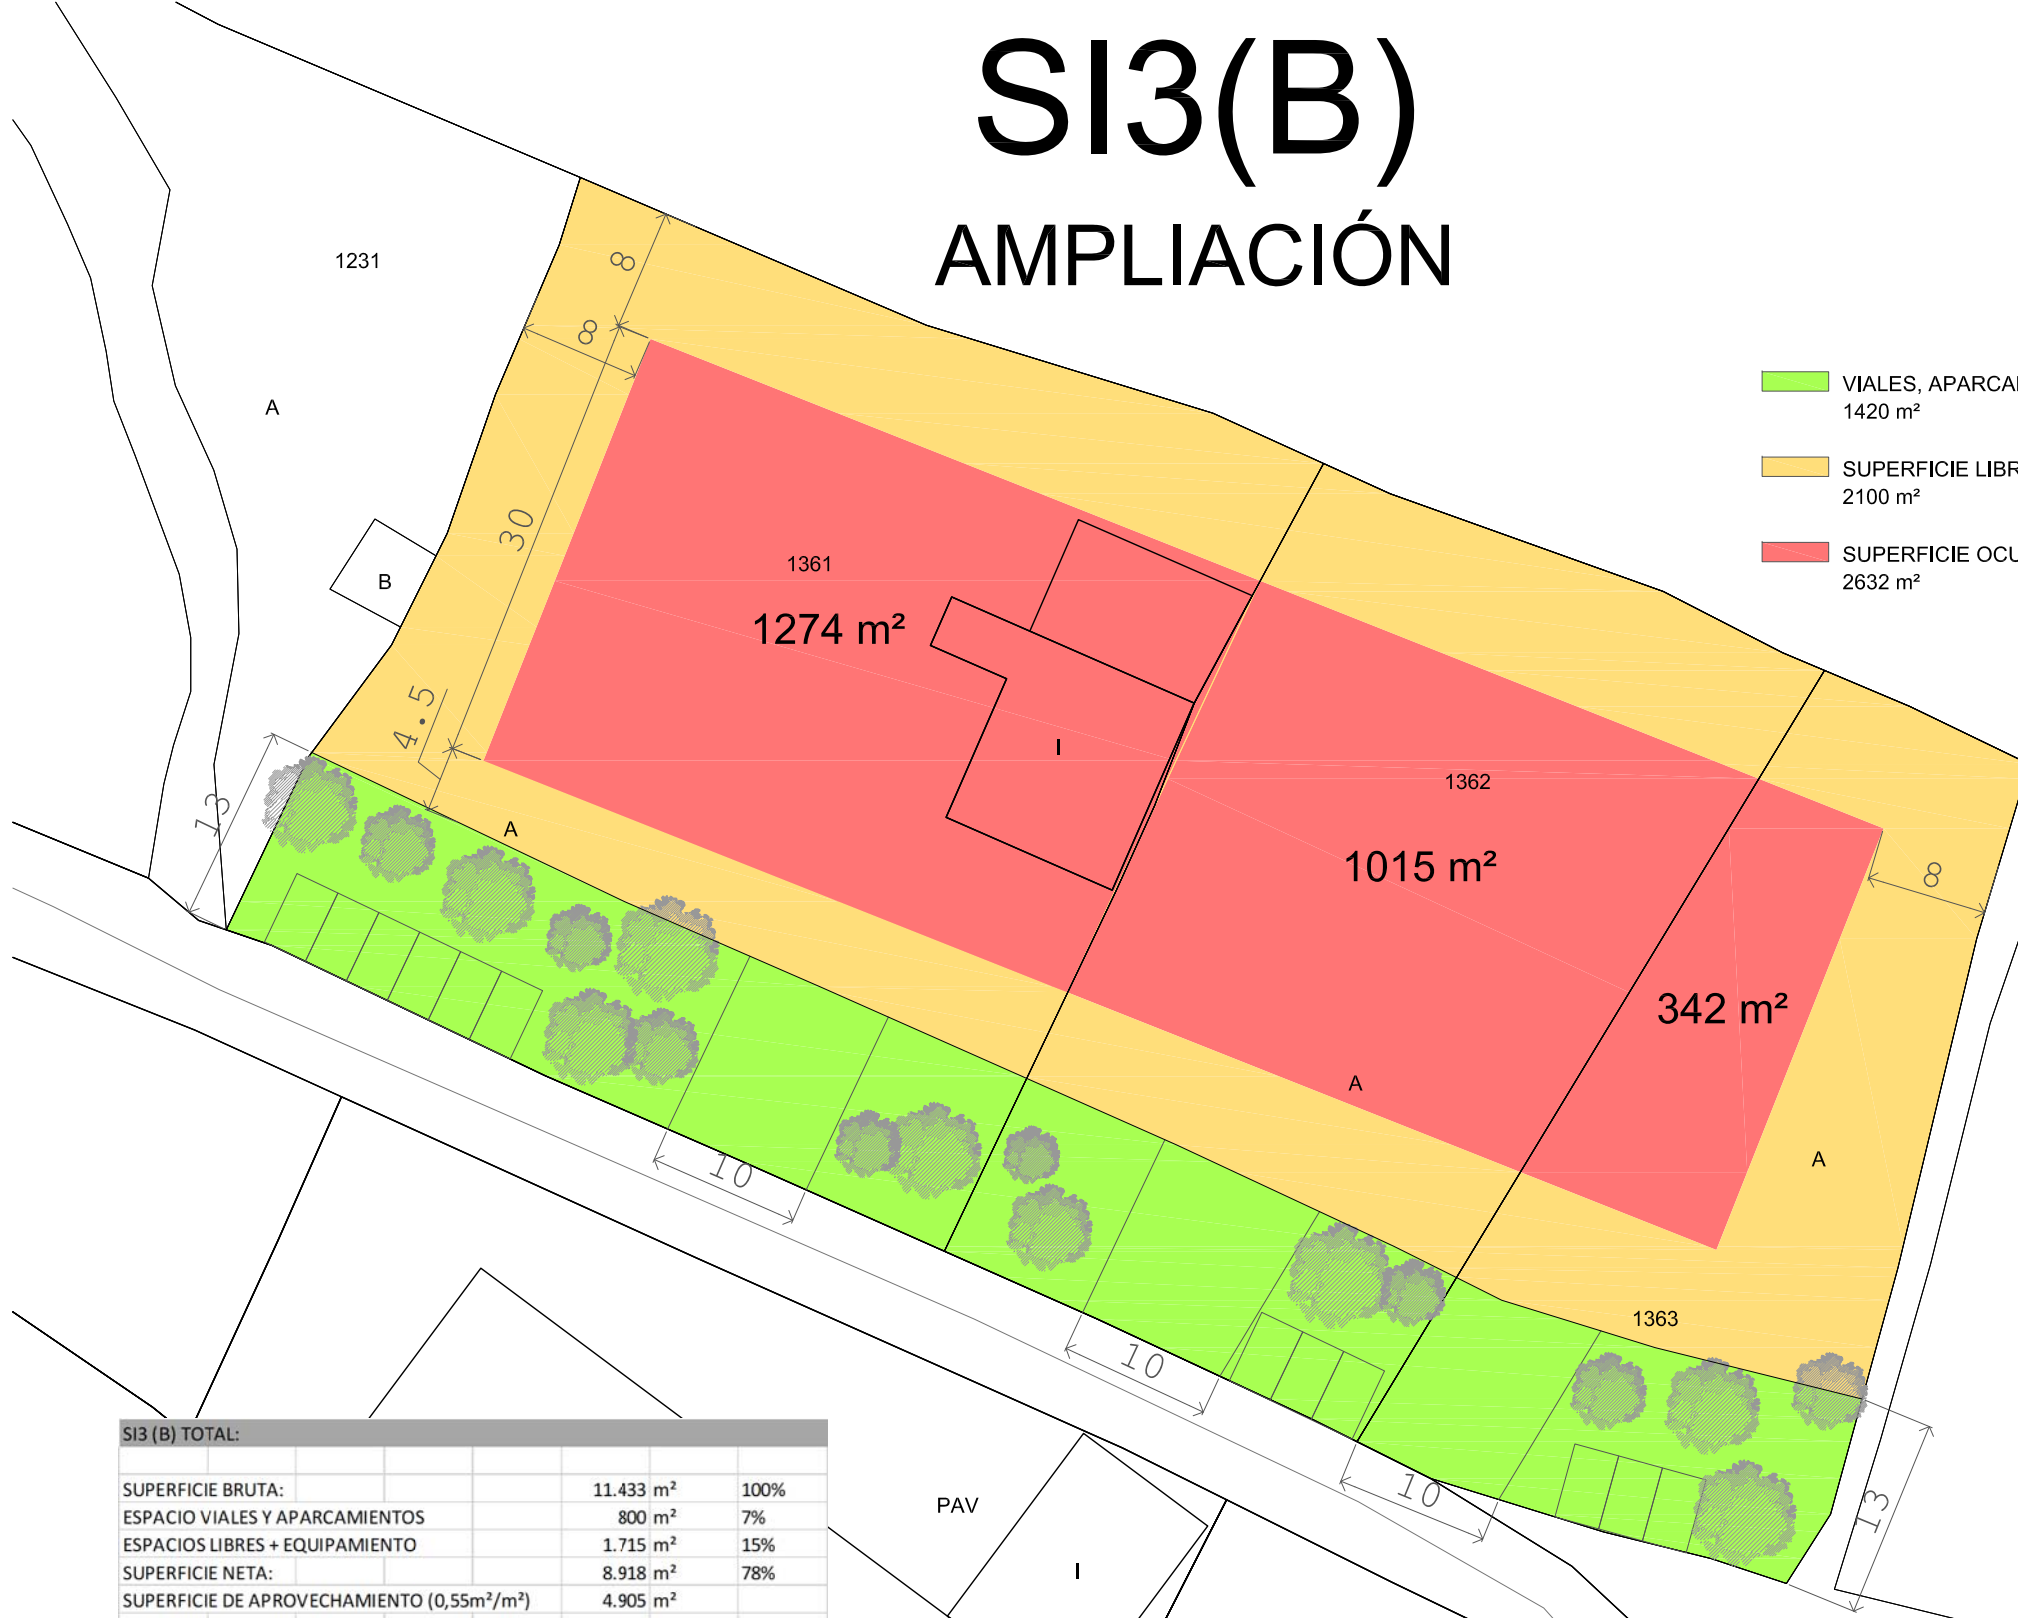 SI3(B)
AMPLIACIÓN
1231
8
8
VIALES, APARCA
1420 m²
A
SUPERFICIE LIBR
2100 m²
30
SUPERFICIE OCU
2632 m²
1361
B
1274 m²
4.5
I
1362
13
A
1015 m²
8
342 m²
A
A
10
1363
10
10
13
SI3 (B) TOTAL:
SUPERFICIE BRUTA: 11.433 m² 100%
ESPACIO VIALES Y APARCAMIENTOS 800 m² 7%
ESPACIOS LIBRES + EQUIPAMIENTO 1.715 m² 15%
SUPERFICIE NETA: 8.918 m² 78%
SUPERFICIE DE APROVECHAMIENTO (0,55m²/m²) 4.905 m²
PAV
I